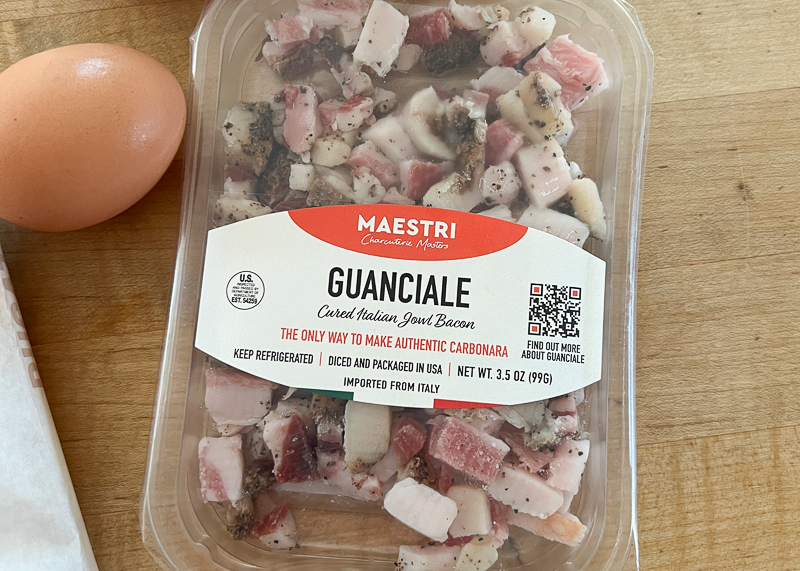 MAESTRI
Charcuterie Masters
GUANCIALE
Cured Italian Jowl Bacon
THE ONLY WAY TO MAKE AUTHENTIC CARBONARA
KEEP REFRIGERATED | DICED AND PACKAGED IN USA | NET WT. 3.5 OZ (99G)
IMPORTED FROM ITALY
U.S.
INSPECTED
AND PASSED BY
DEPARTMENT OF
AGRICULTURE
EST. 54259
FIND OUT MORE
ABOUT GUANCIALE